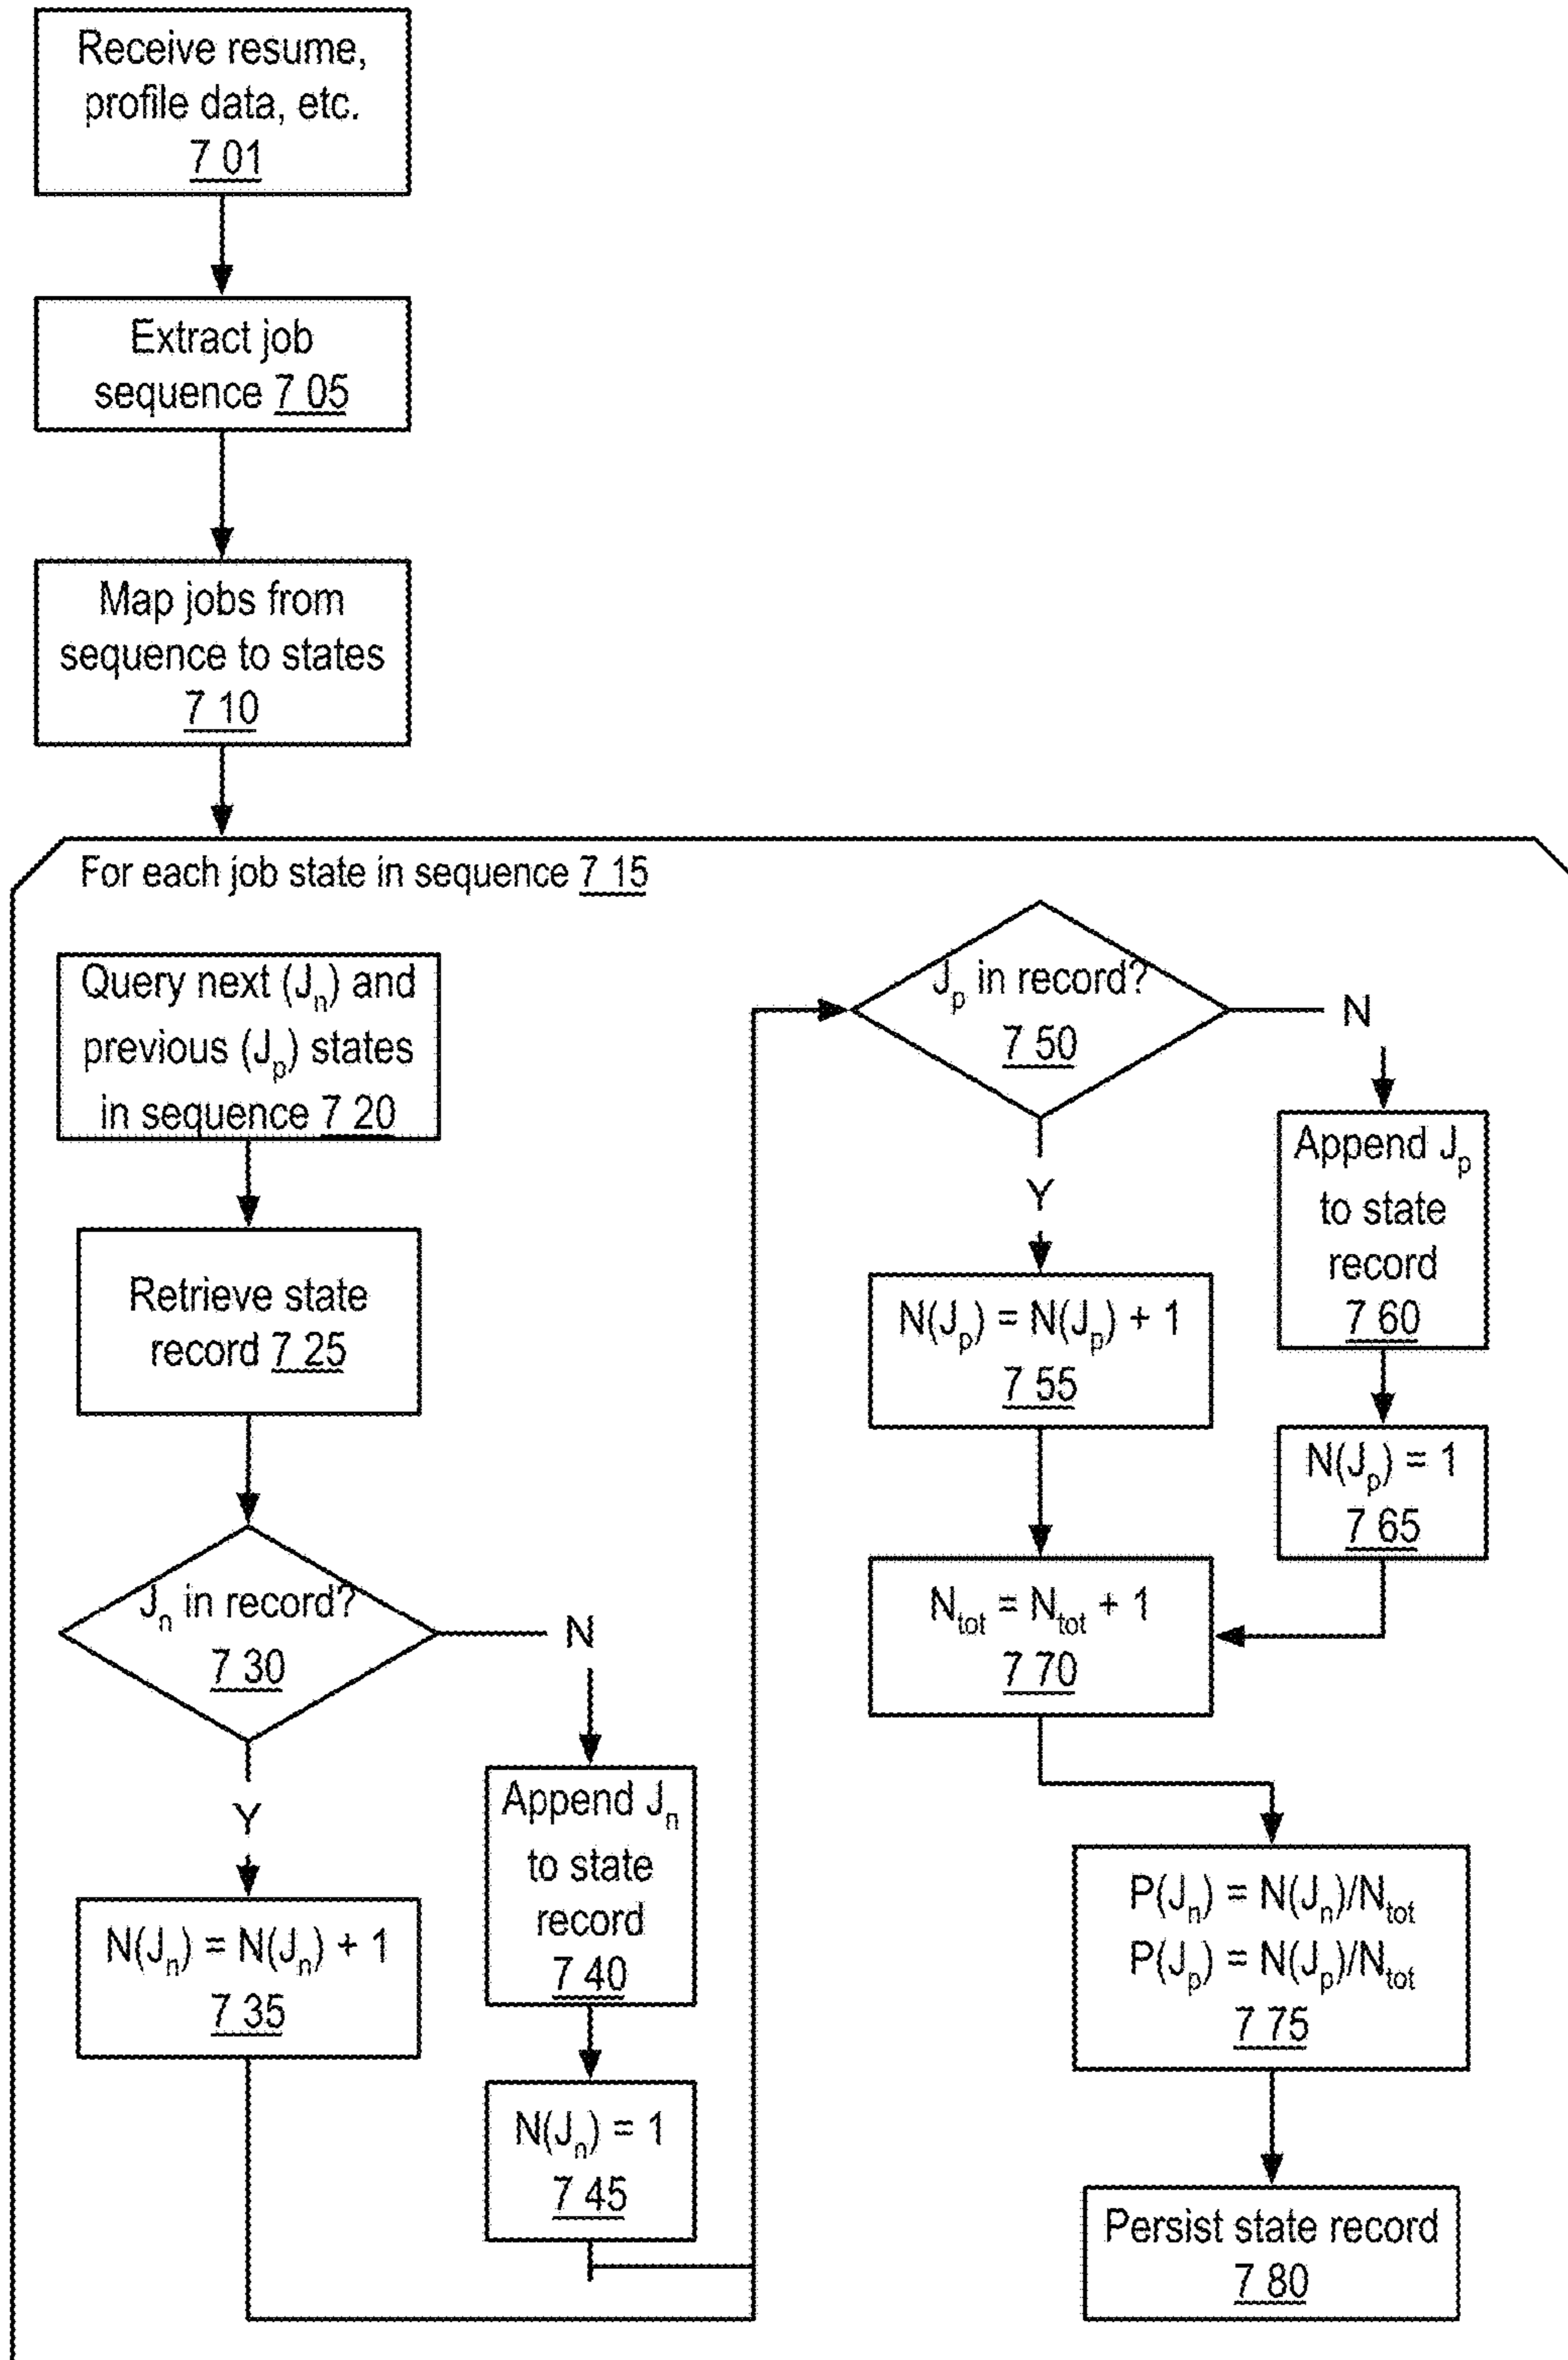 Receive resume,
profile data, etc.
7 01
Extract job
sequence 7 05
Map jobs from
sequence to states
7 10
For each job state in sequence 7 15
Query next (Jn) and
previous (Jp) states
in sequence 7 20
Retrieve state
record 7 25
Jn in record?
7 30
N
Y
N(Jn) = N(Jn) + 1
7 35
Append Jn
to state
record
7 40
N(Jn) = 1
7 45
Jp in record?
7 50
N
Y
N(Jp) = N(Jp) + 1
7 55
Append Jp
to state
record
7 60
N(Jp) = 1
7 65
Ntot = Ntot + 1
7 70
P(Jn) = N(Jn)/Ntot
P(Jp) = N(Jp)/Ntot
7 75
Persist state record
7 80